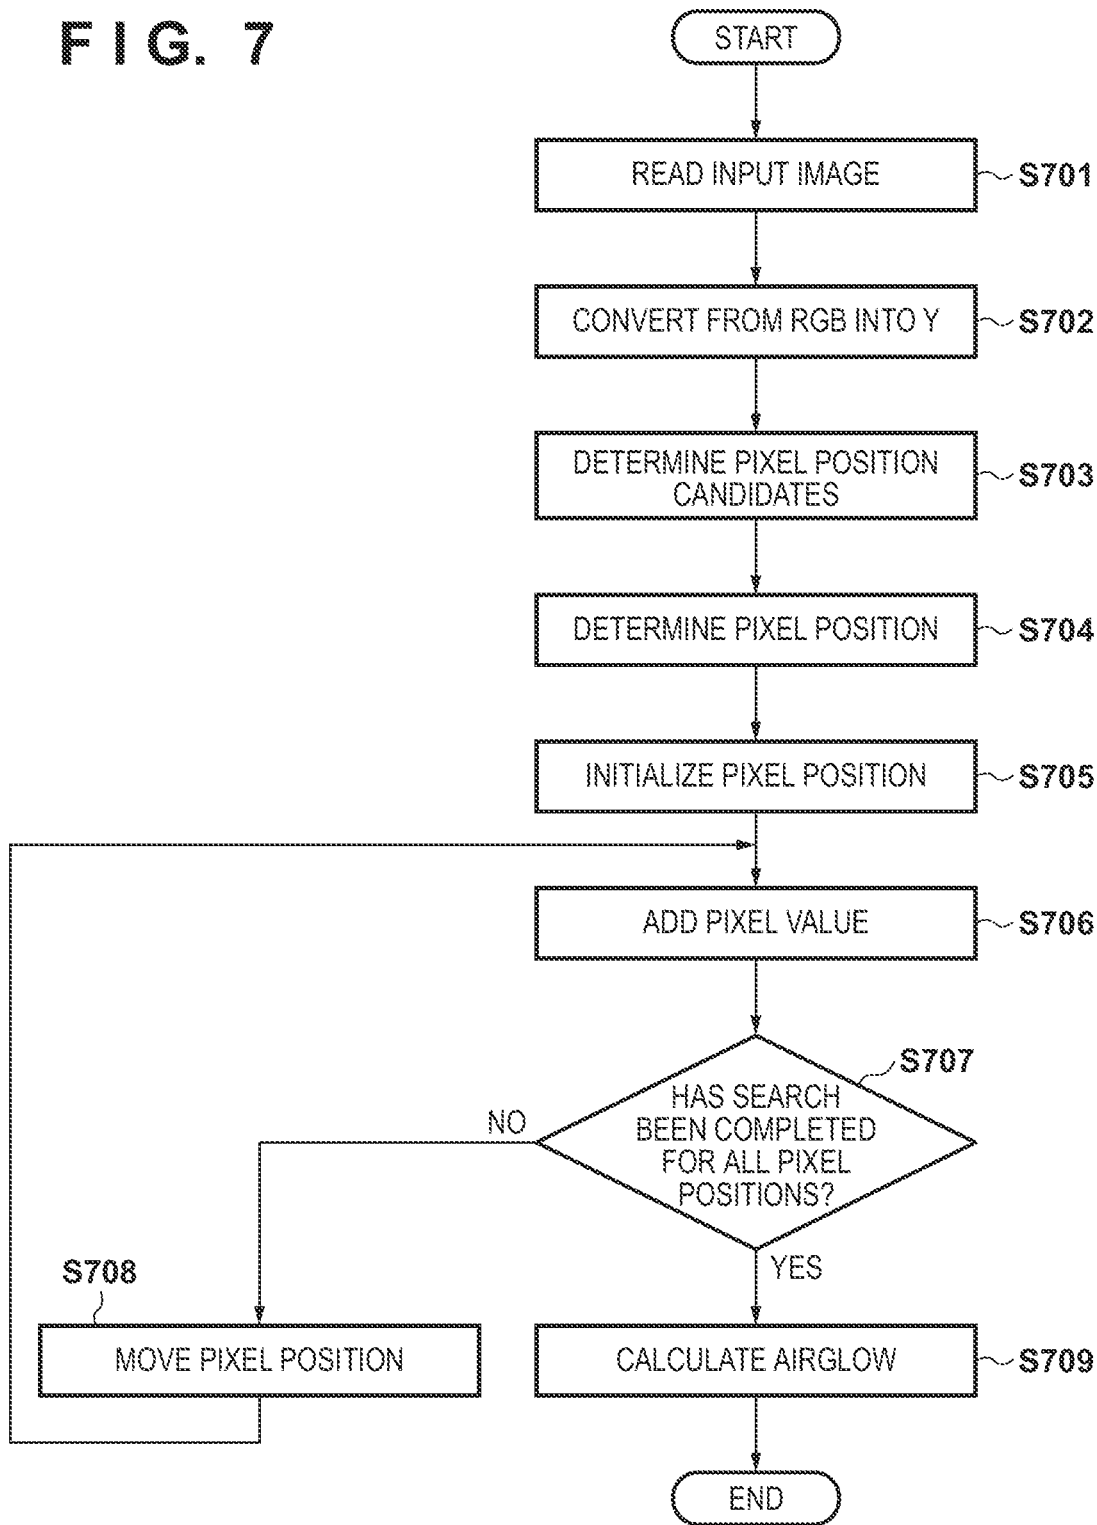 FIG. 7
START
READ INPUT IMAGE
S701
CONVERT FROM RGB INTO Y
S702
DETERMINE PIXEL POSITION
CANDIDATES
S703
DETERMINE PIXEL POSITION
S704
INITIALIZE PIXEL POSITION
S705
ADD PIXEL VALUE
S706
S707
HAS SEARCH
BEEN COMPLETED
FOR ALL PIXEL
POSITIONS?
NO
YES
S708
MOVE PIXEL POSITION
CALCULATE AIRGLOW
S709
END